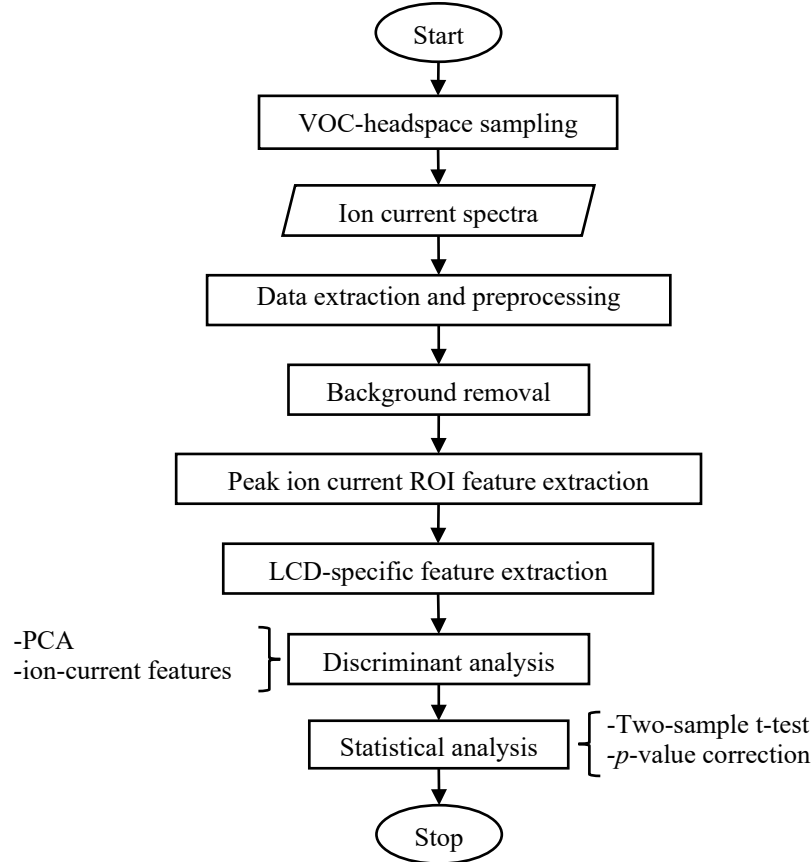 Start
VOC-headspace sampling
Ion current spectra
Data extraction and preprocessing
Background removal
Peak ion current ROI feature extraction
LCD-specific feature extraction
-PCA
-ion-current features
Discriminant analysis
Statistical analysis
-Two-sample t-test
-p-value correction
Stop